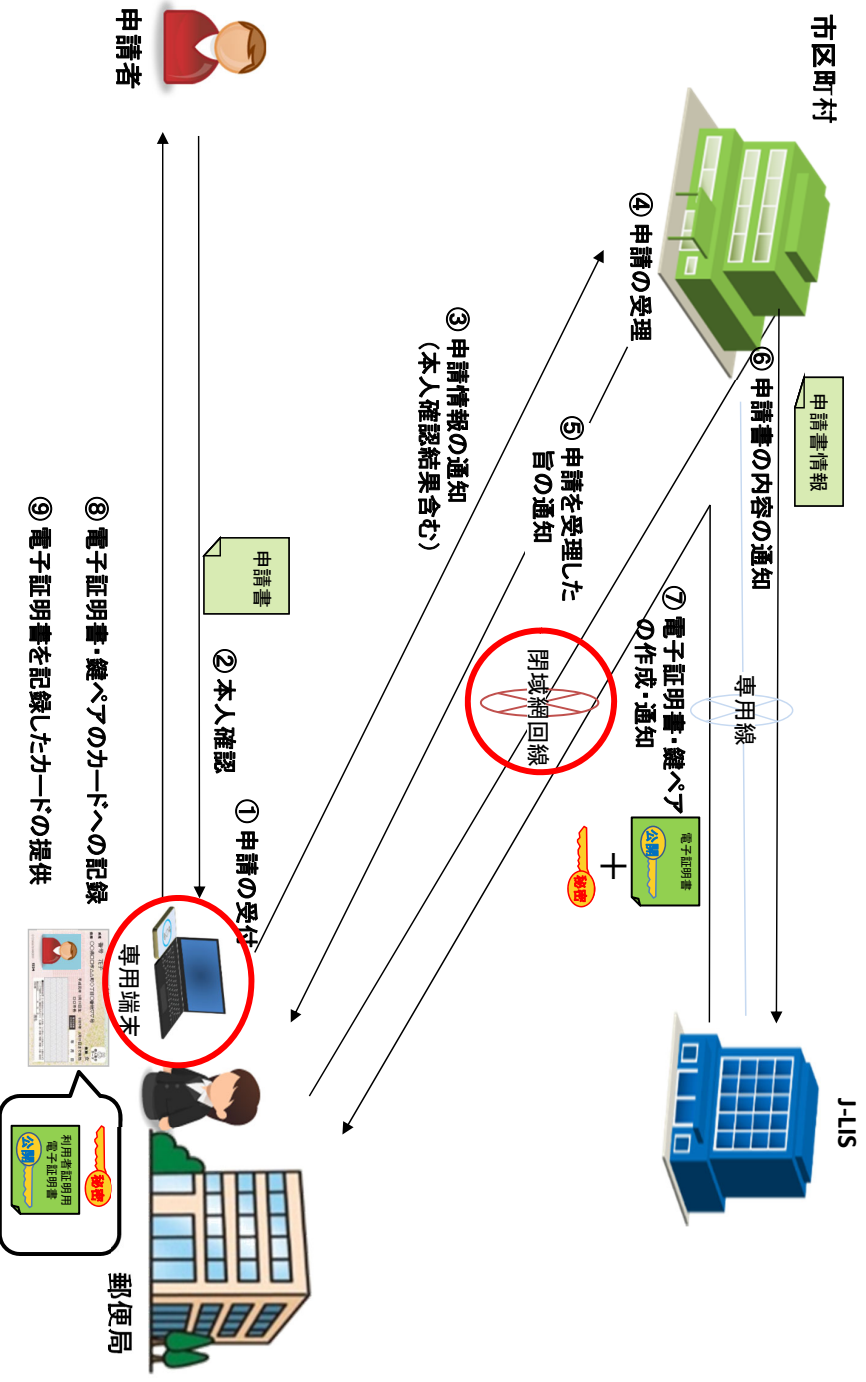 市区町村
J-LIS
申請書情報
⑥ 申請書の内容の通知
専用線
④ 申請の受理
⑦ 電子証明書・鍵ペア
の作成・通知
電子証明書
公開
+
秘密
⑤ 申請を受理した
旨の通知
閉域網回線
③ 申請情報の通知
（本人確認結果含む）
申請者
申請書
② 本人確認
① 申請の受付
専用端末
⑧ 電子証明書・鍵ペアのカードへの記録
⑨ 電子証明書を記録したカードの提供
郵便局
秘密
利用者証明用
電子証明書
公開